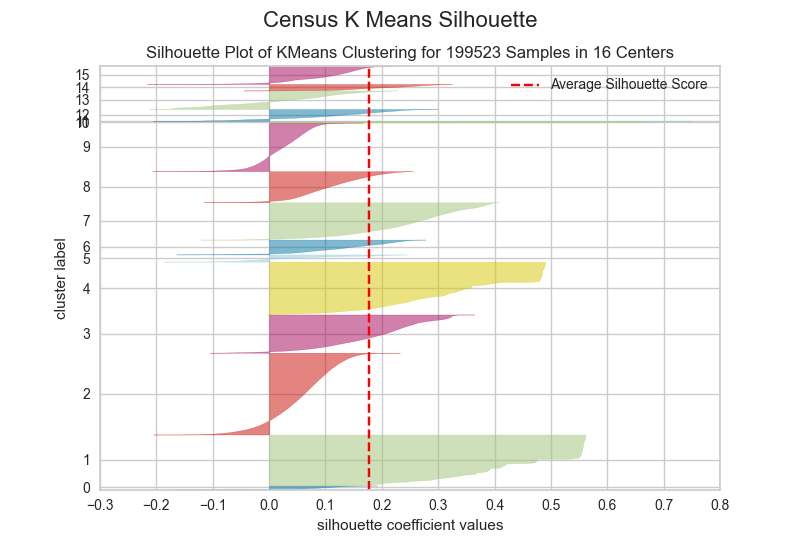 Census K Means Silhouette
Silhouette Plot of KMeans Clustering for 199523 Samples in 16 Centers
Average Silhouette Score
15
14
13
12
10
9
8
7
6
5
4
3
2
1
0
cluster label
−0.3 −0.2 −0.1 0.0 0.1 0.2 0.3 0.4 0.5 0.6 0.7 0.8
silhouette coefficient values